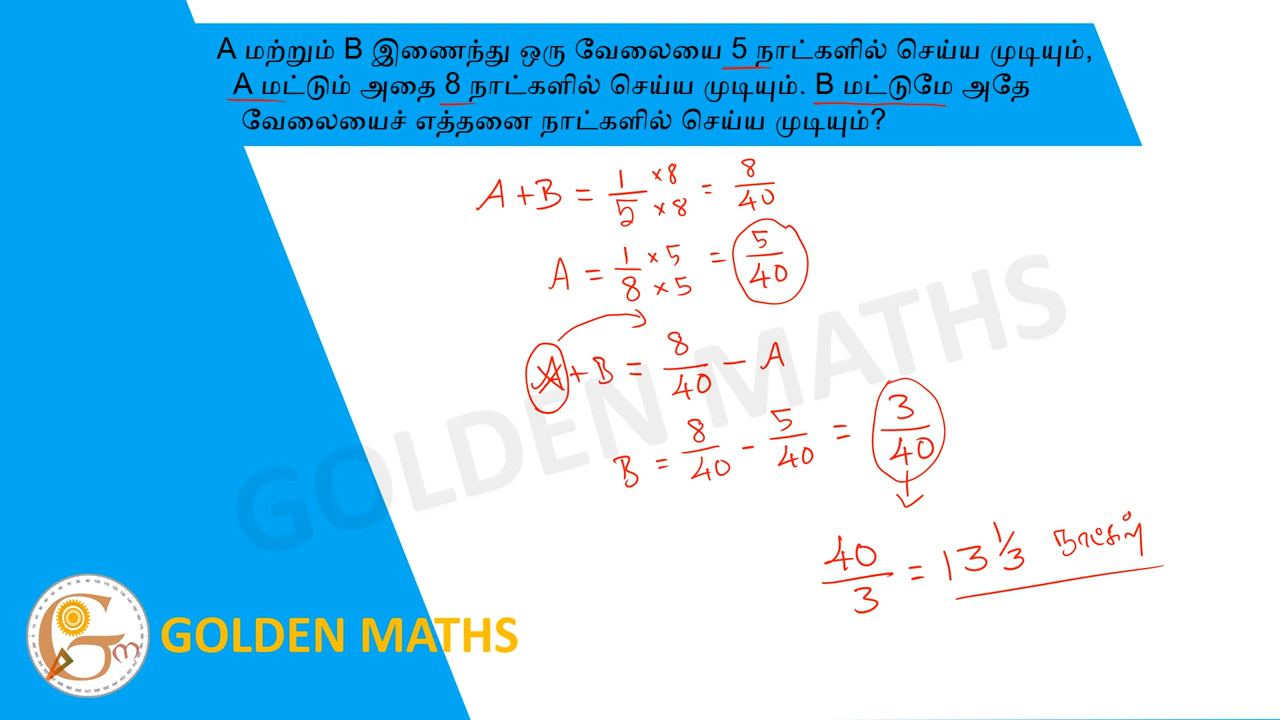 A மற்றும் B இணைந்து ஒரு வேலையை 5 நாட்களில் செய்ய முடியும்,
A மட்டும் அதை 8 நாட்களில் செய்ய முடியும். B மட்டுமே அதே
வேலையைச் எத்தனை நாட்களில் செய்ய முடியும்?
A+B = 1/5 ×8/×8 = 8/40
A = 1/8 ×5/×5 = 5/40
A+B = 8/40 − A
B = 8/40 − 5/40 = 3/40
40/3 = 13 1/3 நாட்கள்
GOLDEN MATHS
GOLDEN MATHS